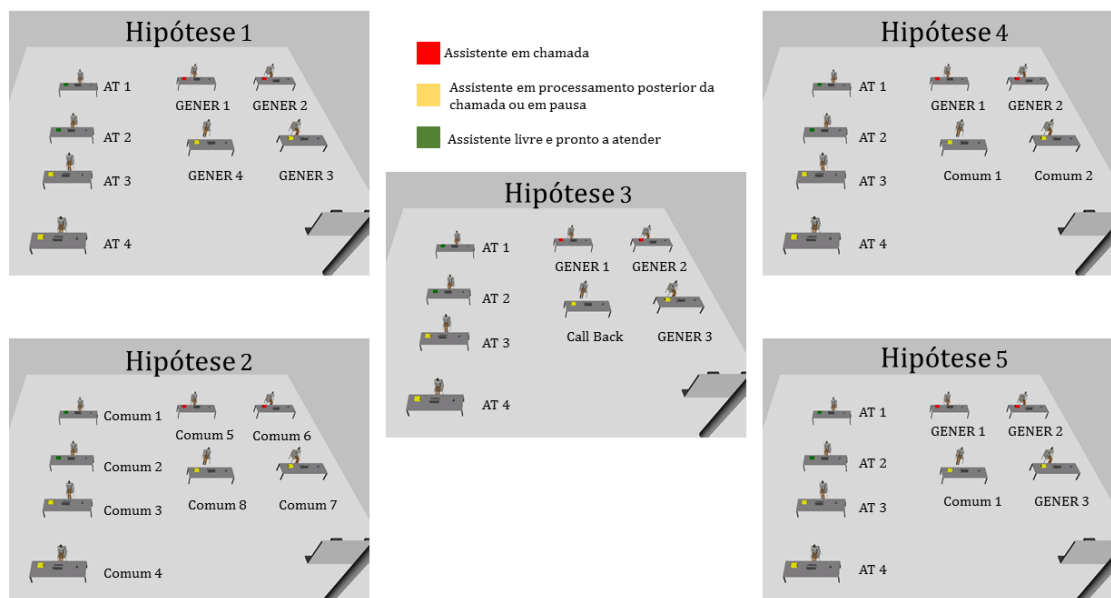 Hipótese 1
AT 1
GENER 1
GENER 2
AT 2
GENER 4
GENER 3
AT 3
AT 4
Assistente em chamada
Assistente em processamento posterior da
chamada ou em pausa
Assistente livre e pronto a atender
Hipótese 4
AT 1
GENER 1
GENER 2
AT 2
Comum 1
Comum 2
AT 3
AT 4
Hipótese 3
AT 1
GENER 1
GENER 2
AT 2
Call Back
GENER 3
AT 3
AT 4
Hipótese 2
Comum 1
Comum 5
Comum 6
Comum 2
Comum 8
Comum 7
Comum 3
Comum 4
Hipótese 5
AT 1
GENER 1
GENER 2
AT 2
Comum 1
GENER 3
AT 3
AT 4